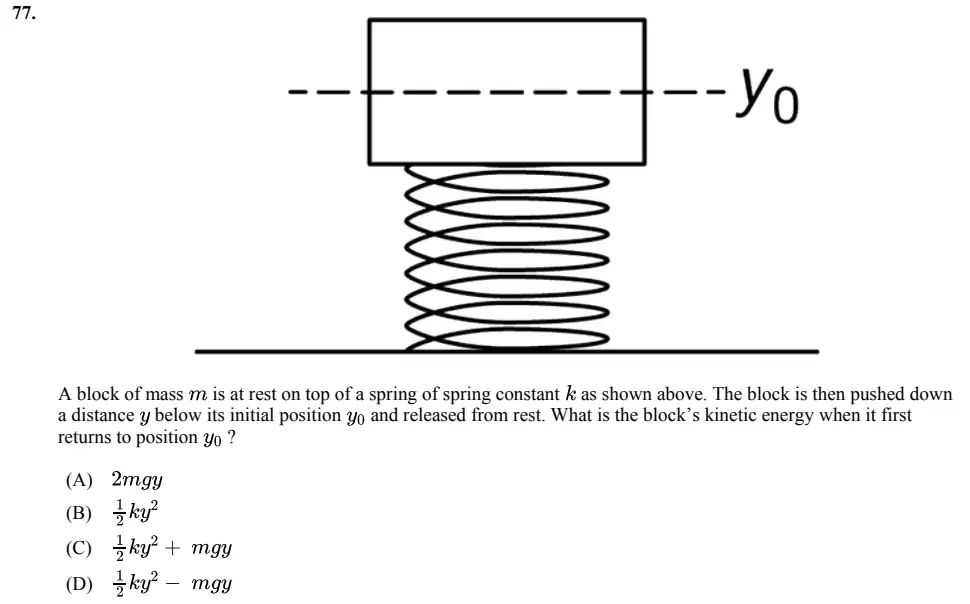 77.
y₀
A block of mass m is at rest on top of a spring of spring constant k as shown above. The block is then pushed down
a distance y below its initial position y₀ and released from rest. What is the block’s kinetic energy when it first
returns to position y₀ ?
(A) 2mgy
(B) ½ky²
(C) ½ky² + mgy
(D) ½ky² − mgy